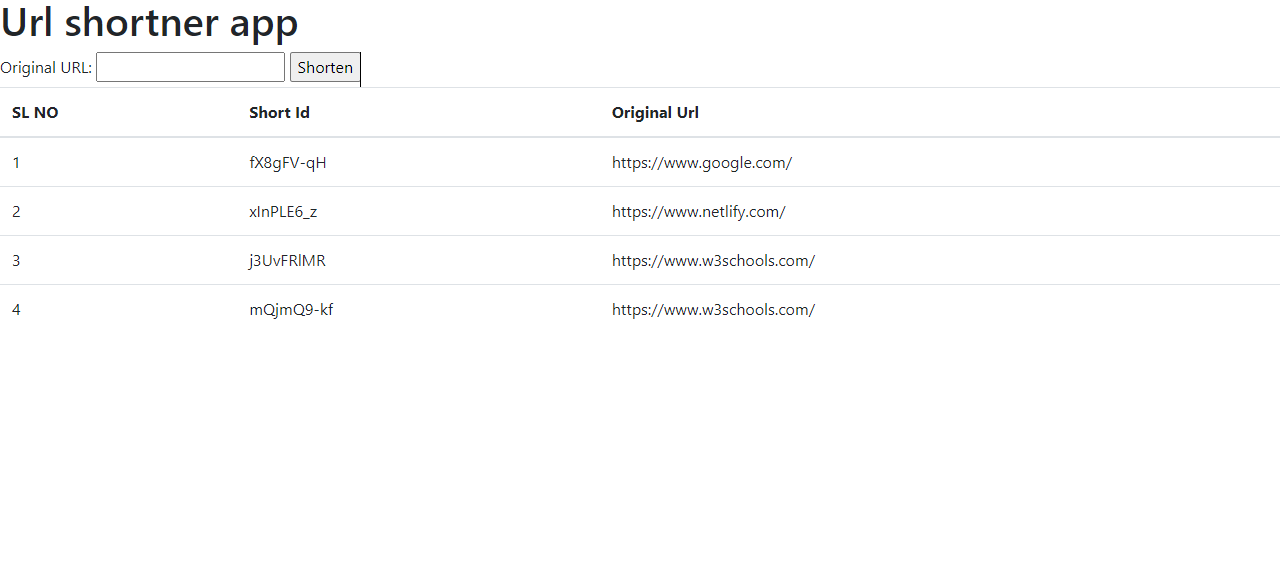 Url shortner app
Original URL: Shorten
SL NO Short Id Original Url
1 fX8gFV-qH https://www.google.com/
2 xInPLE6_z https://www.netlify.com/
3 j3UvFRlMR https://www.w3schools.com/
4 mQjmQ9-kf https://www.w3schools.com/